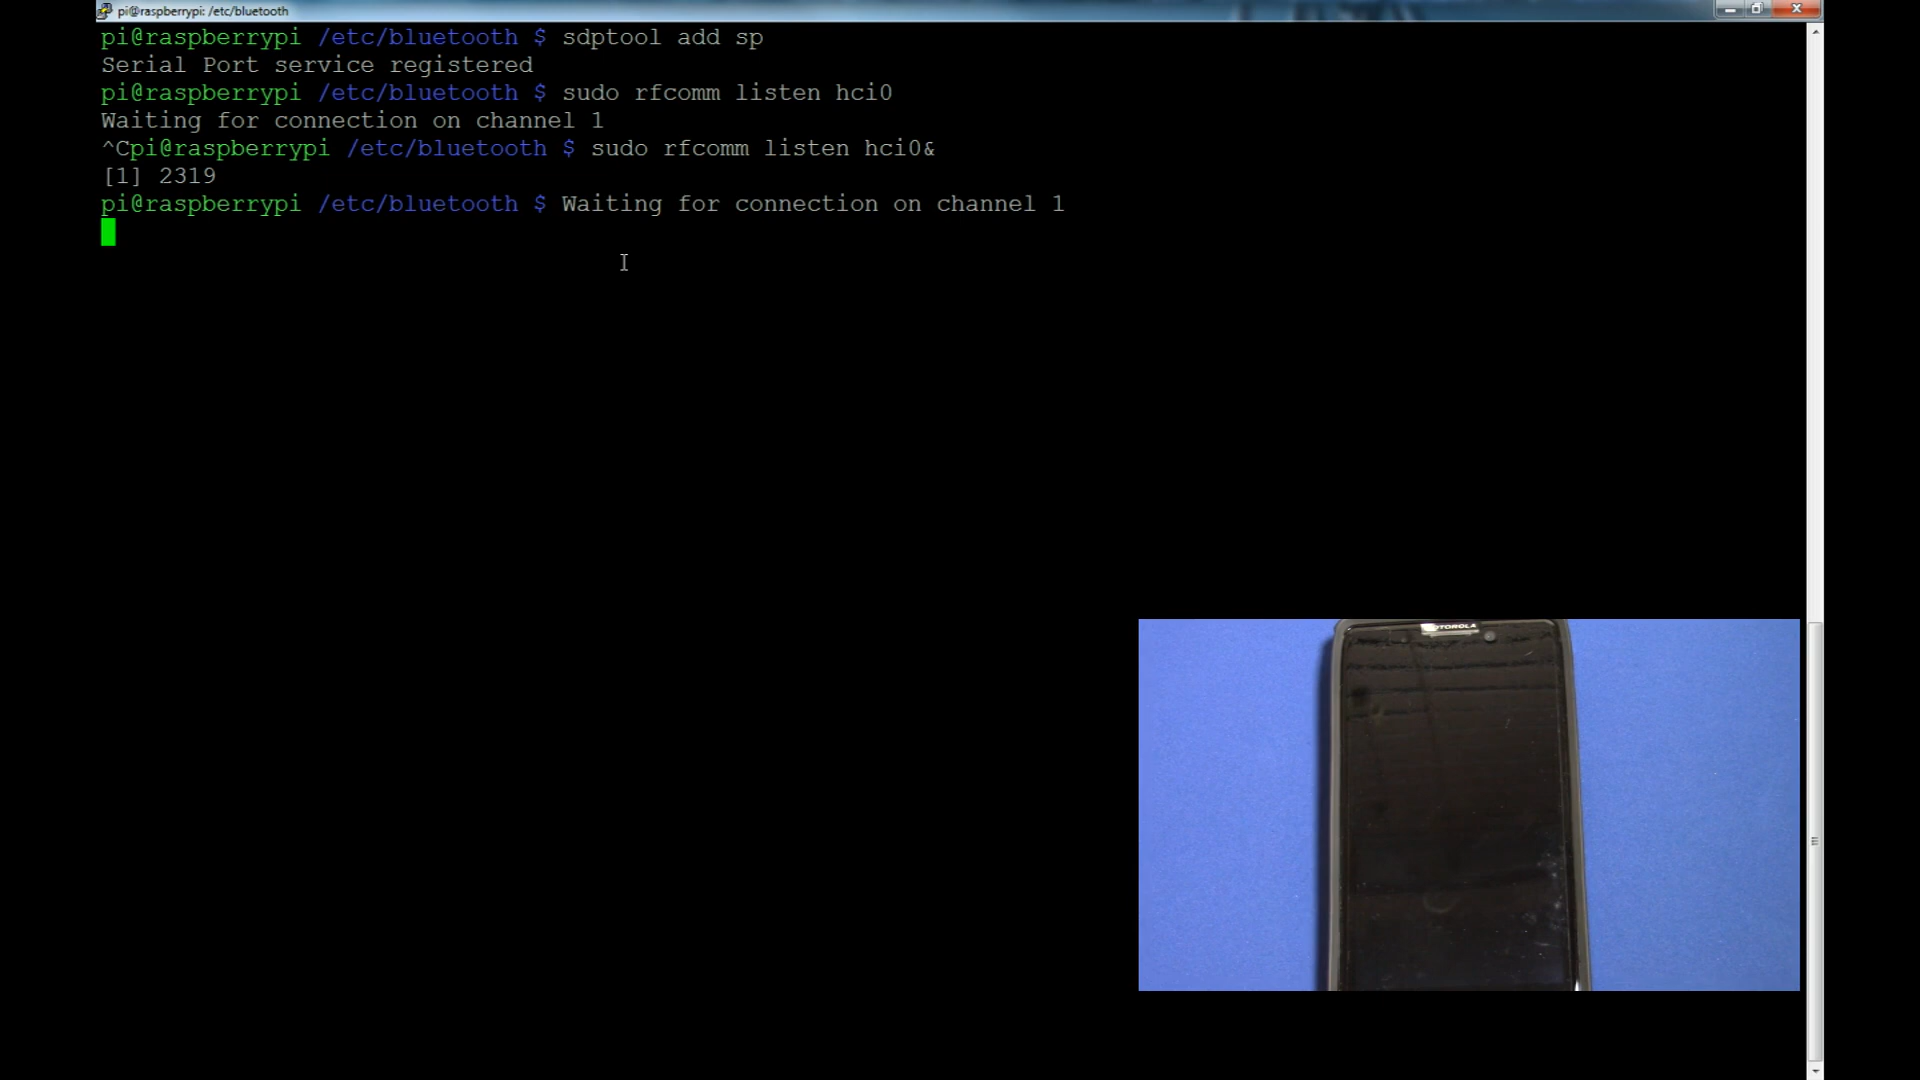 pi@raspberrypi: /etc/bluetooth
pi@raspberrypi /etc/bluetooth $ sdptool add sp
Serial Port service registered
pi@raspberrypi /etc/bluetooth $ sudo rfcomm listen hci0
Waiting for connection on channel 1
^Cpi@raspberrypi /etc/bluetooth $ sudo rfcomm listen hci0&
[1] 2319
pi@raspberrypi /etc/bluetooth $ Waiting for connection on channel 1
MOTOROLA